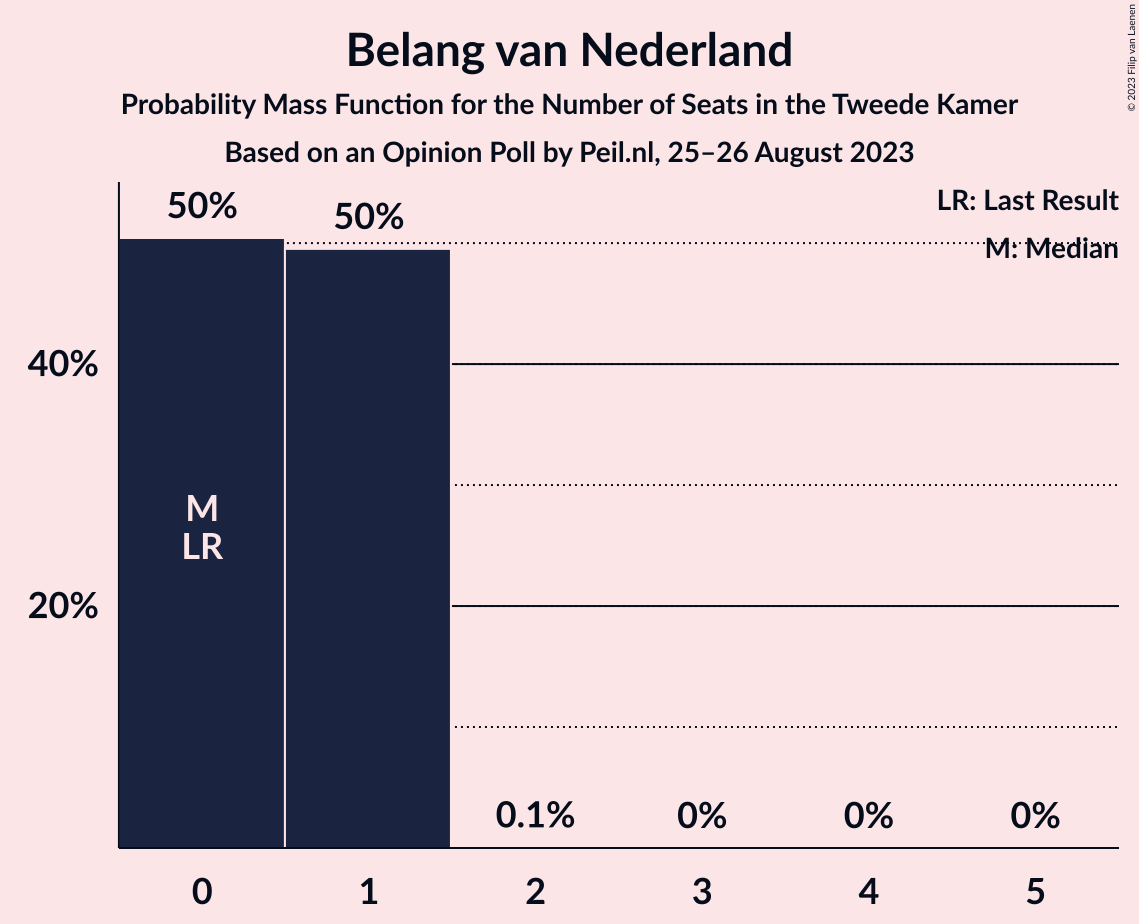 Belang van Nederland
Probability Mass Function for the Number of Seats in the Tweede Kamer
Based on an Opinion Poll by Peil.nl, 25–26 August 2023
© 2023 Filip van Laenen
LR: Last Result
M: Median
50%
50%
40%
M
LR
20%
0.1%
0%
0%
0%
0
1
2
3
4
5